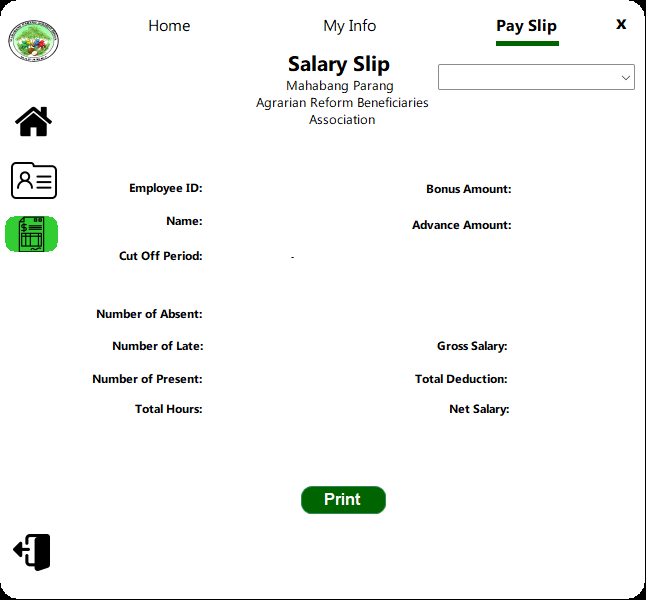 Home
My Info
Pay Slip
x
Salary Slip
Mahabang Parang
Agrarian Reform Beneficiaries
Association
Employee ID:
Bonus Amount:
Name:
Advance Amount:
Cut Off Period:
-
Number of Absent:
Number of Late:
Gross Salary:
Number of Present:
Total Deduction:
Total Hours:
Net Salary:
Print